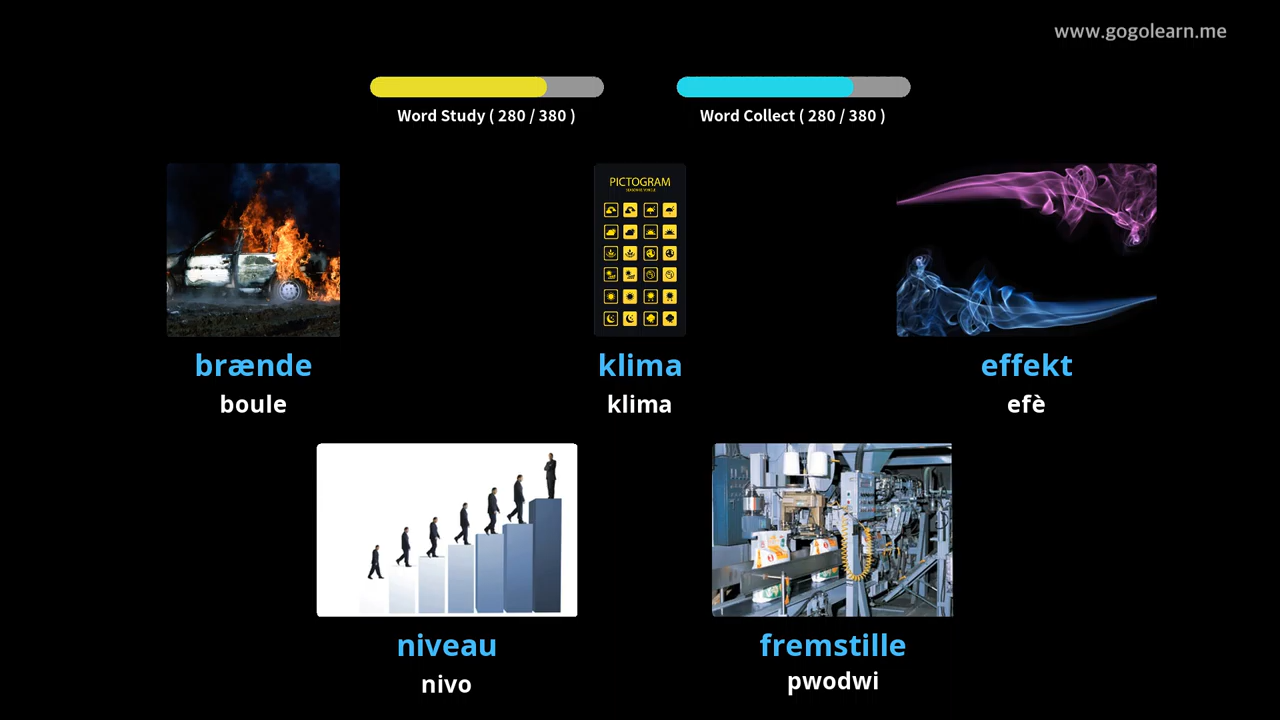 www.gogolearn.me
Word Study ( 280 / 380 )
Word Collect ( 280 / 380 )
PICTOGRAM
brænde
boule
klima
klima
effekt
efè
niveau
nivo
fremstille
pwodwi